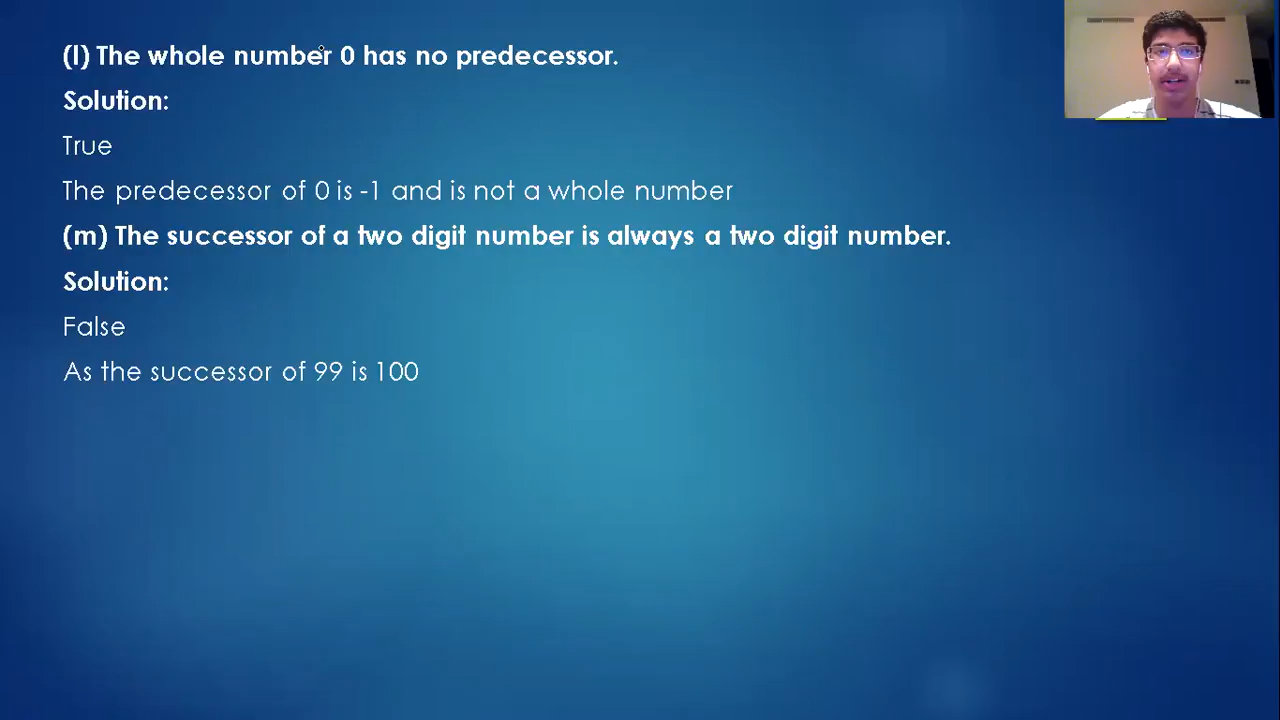 (l) The whole number 0 has no predecessor.
Solution:
True
The predecessor of 0 is -1 and is not a whole number
(m) The successor of a two digit number is always a two digit number.
Solution:
False
As the successor of 99 is 100